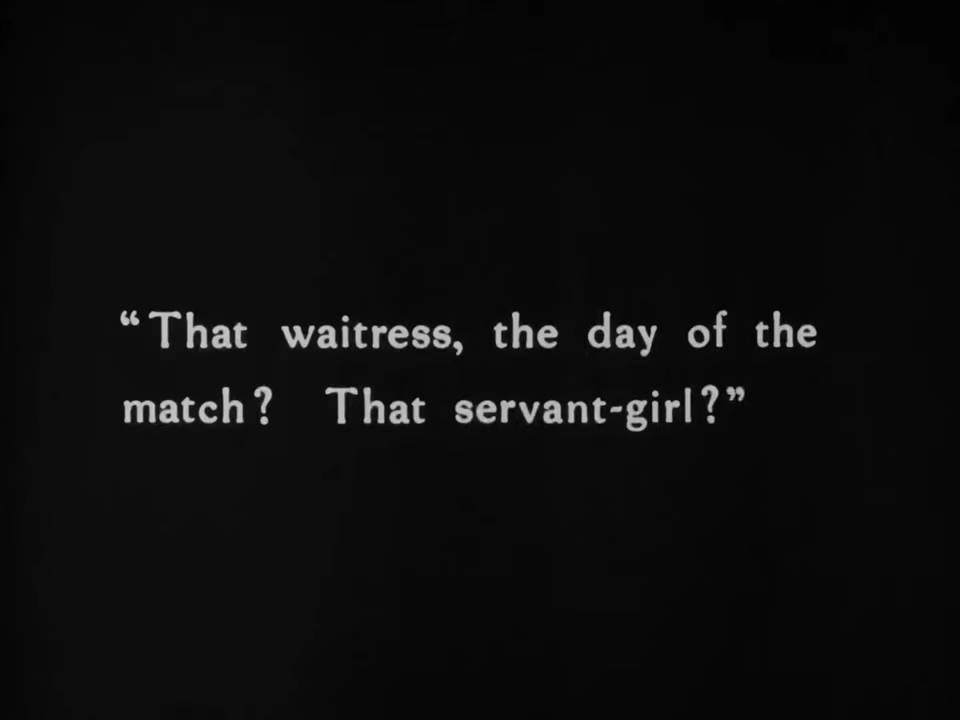 “That waitress, the day of the
match? That servant-girl?”